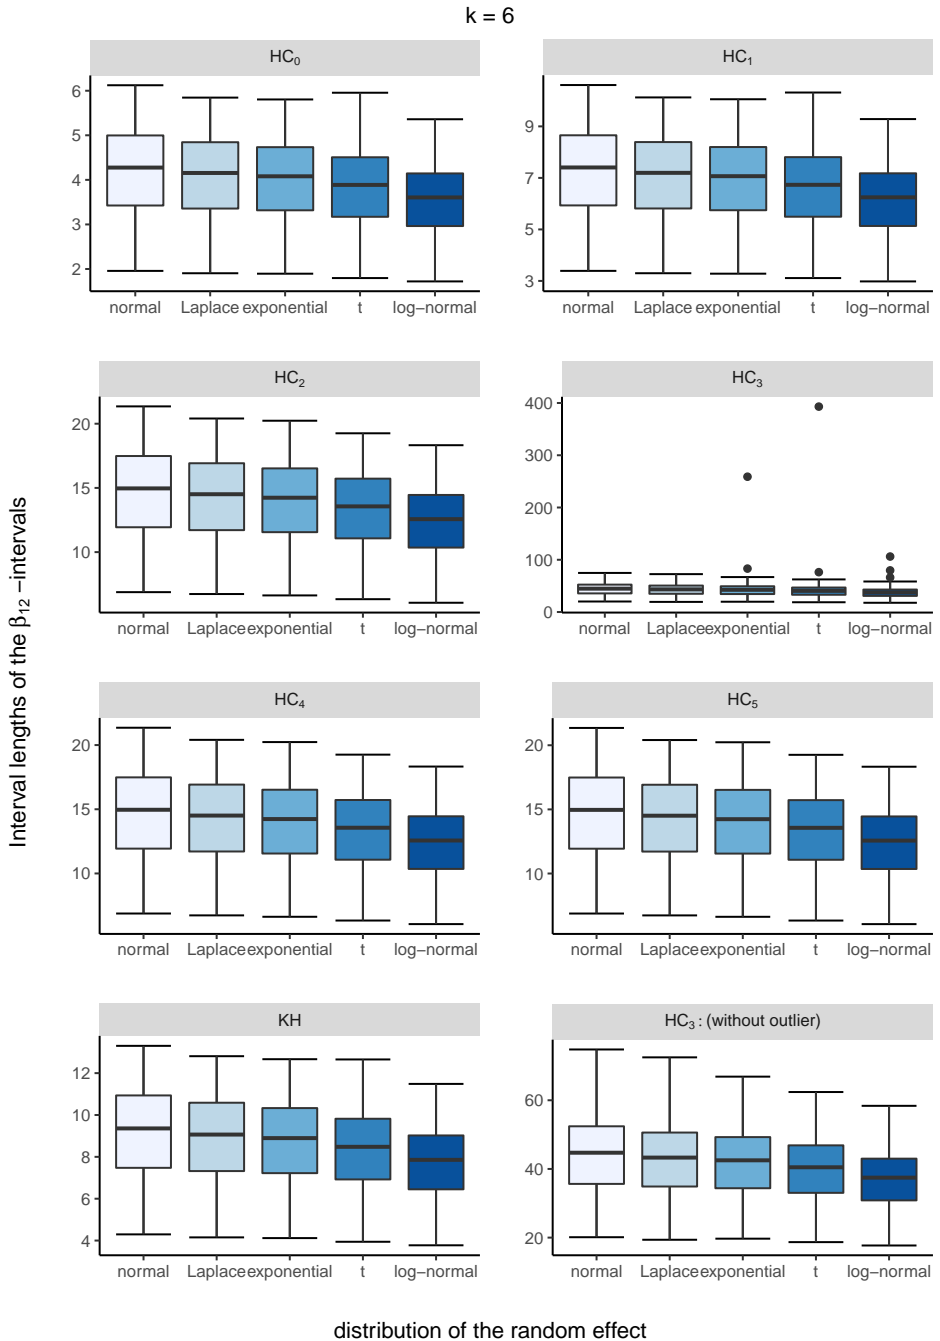 k = 6
HC₀
HC₁
6
5
4
3
2
9
7
5
3
normal Laplace exponential t log−normal
normal Laplace exponential t log−normal
HC₂
HC₃
20
15
10
400
300
200
100
0
normal Laplace exponential t log−normal
normal Laplace exponential t log−normal
Interval lengths of the β₁₂ −intervals
HC₄
HC₅
20
15
10
20
15
10
normal Laplace exponential t log−normal
normal Laplace exponential t log−normal
KH
HC₃ : (without outlier)
12
10
8
6
4
60
40
20
normal Laplace exponential t log−normal
normal Laplace exponential t log−normal
distribution of the random effect